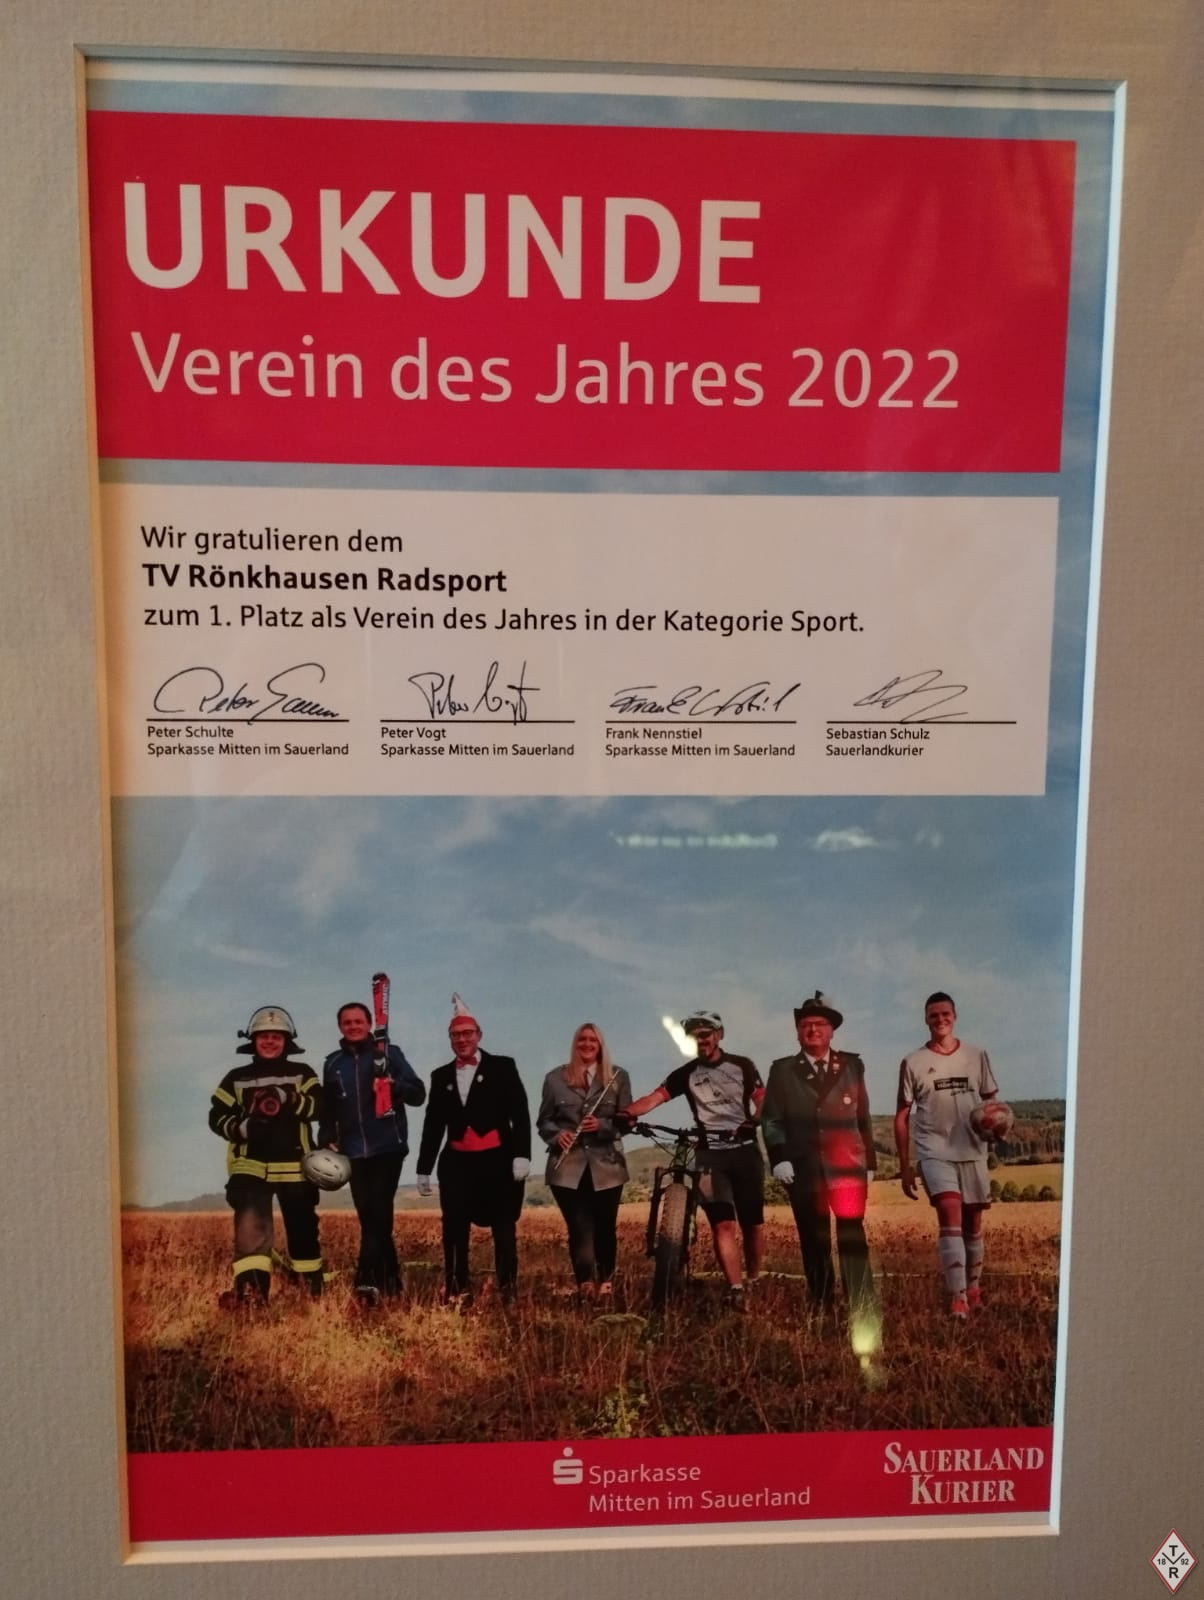 URKUNDE
Verein des Jahres 2022
Wir gratulieren dem
TV Rönkhausen Radsport
zum 1. Platz als Verein des Jahres in der Kategorie Sport.
Peter Schulte
Sparkasse Mitten im Sauerland
Peter Vogt
Sparkasse Mitten im Sauerland
Frank Nennstiel
Sparkasse Mitten im Sauerland
Sebastian Schulz
Sauerlandkurier
Sparkasse
Mitten im Sauerland
SAUERLAND
KURIER
T
18 92
R